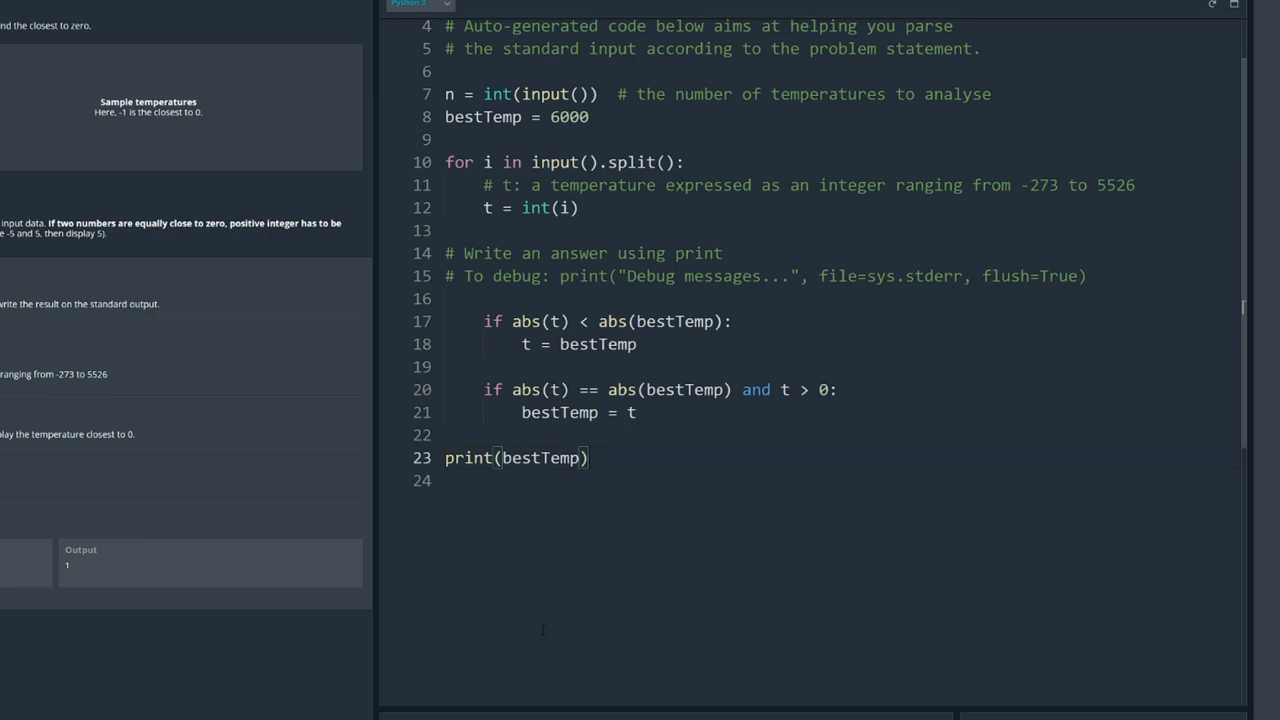 nd the closest to zero.
Sample temperatures
Here, -1 is the closest to 0.
input data. If two numbers are equally close to zero, positive integer has to be
e -5 and 5, then display 5).
write the result on the standard output.
ranging from -273 to 5526
lay the temperature closest to 0.
Output
1
Python 3
4 # Auto-generated code below aims at helping you parse
5 # the standard input according to the problem statement.
6
7 n = int(input())  # the number of temperatures to analyse
8 bestTemp = 6000
9
10 for i in input().split():
11     # t: a temperature expressed as an integer ranging from -273 to 5526
12     t = int(i)
13
14 # Write an answer using print
15 # To debug: print("Debug messages...", file=sys.stderr, flush=True)
16
17     if abs(t) < abs(bestTemp):
18         t = bestTemp
19
20     if abs(t) == abs(bestTemp) and t > 0:
21         bestTemp = t
22
23 print(bestTemp)
24